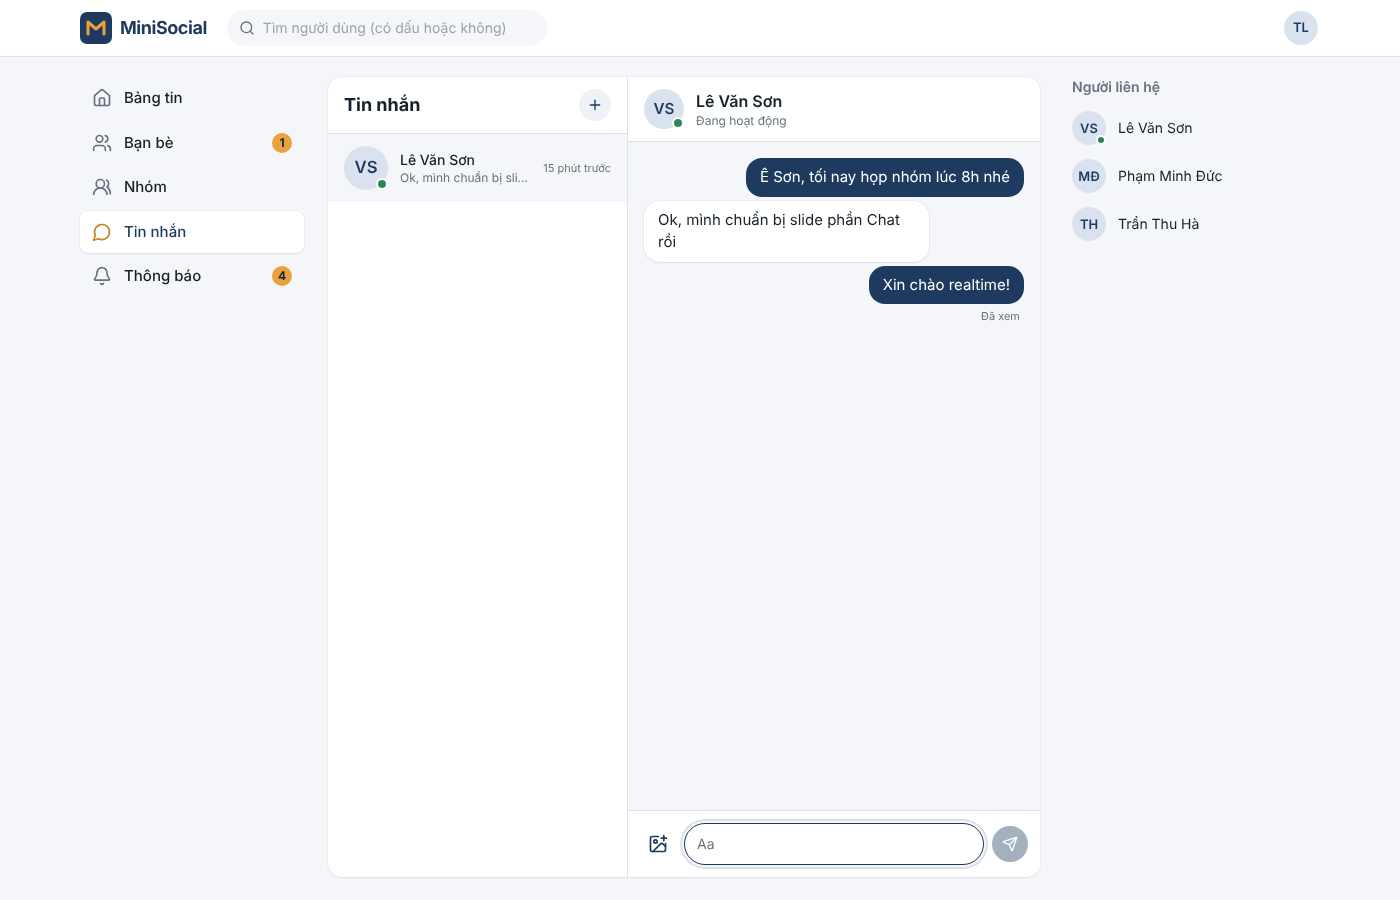 MiniSocial
Tìm người dùng (có dấu hoặc không)
TL
Bảng tin
Bạn bè
1
Nhóm
Tin nhắn
Thông báo
4
Tin nhắn
VS
Lê Văn Sơn
Ok, mình chuẩn bị sli...
15 phút trước
VS
Lê Văn Sơn
Đang hoạt động
Ê Sơn, tối nay họp nhóm lúc 8h nhé
Ok, mình chuẩn bị slide phần Chat
rồi
Xin chào realtime!
Đã xem
Aa
Người liên hệ
VS
Lê Văn Sơn
MĐ
Phạm Minh Đức
TH
Trần Thu Hà